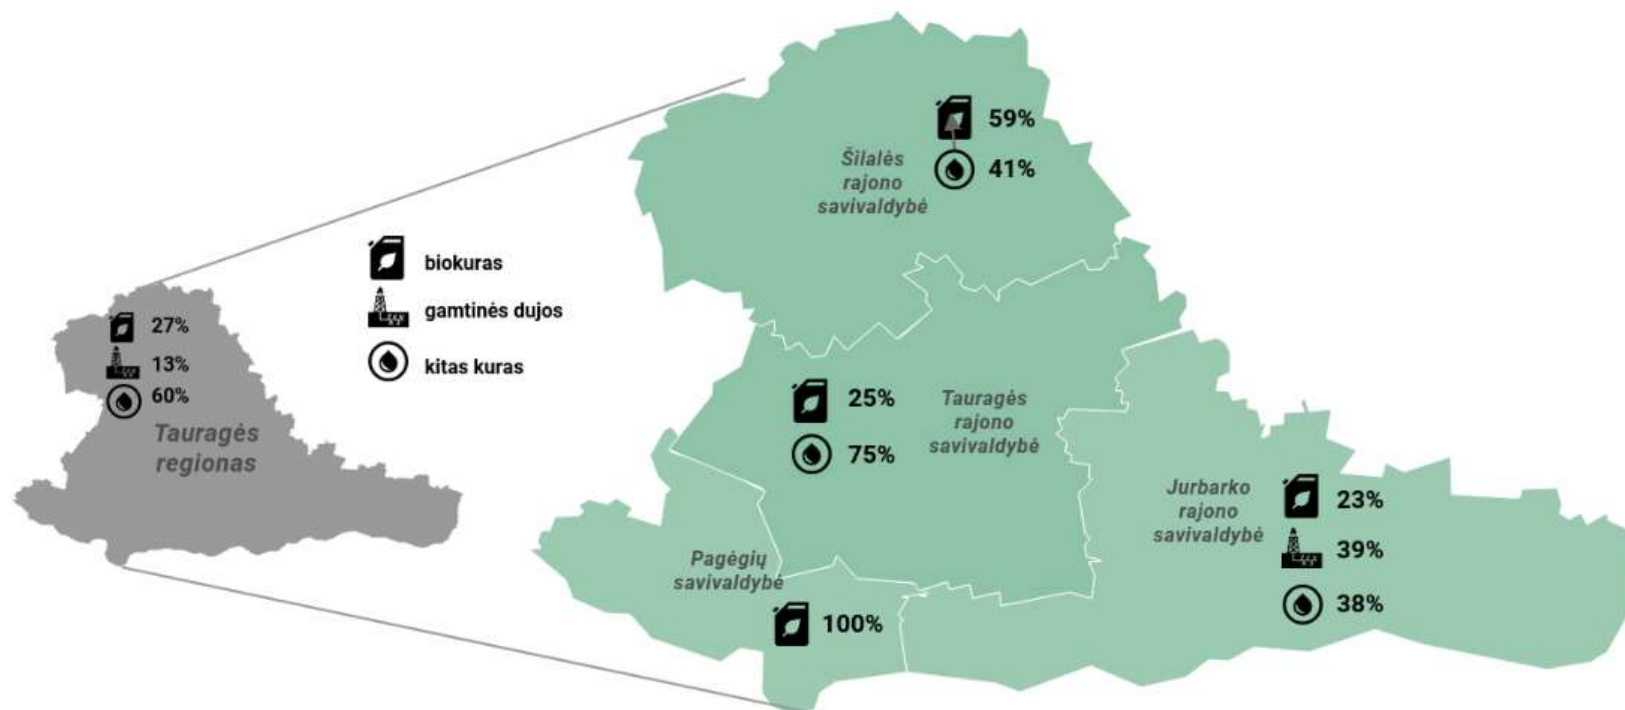 27%
13%
60%
Tauragės
regionas
biokuras
gamtinės dujos
kitas kuras
59%
41%
Šilalės
rajono
savivaldybė
25%
75%
Tauragės
rajono
savivaldybė
Pagėgių
savivaldybė
100%
Jurbarko
rajono
savivaldybė
23%
39%
38%